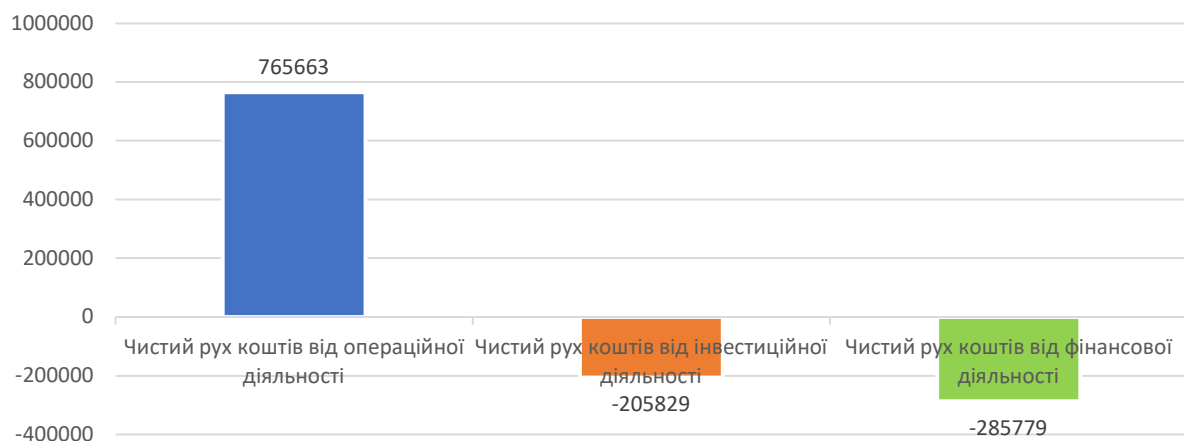 1000000
765663
800000
600000
400000
200000
0
Чистий рух коштів від операційної
діяльності
Чистий рух коштів від інвестиційної
діяльності
Чистий рух коштів від фінансової
діяльності
-200000
-205829
-285779
-400000